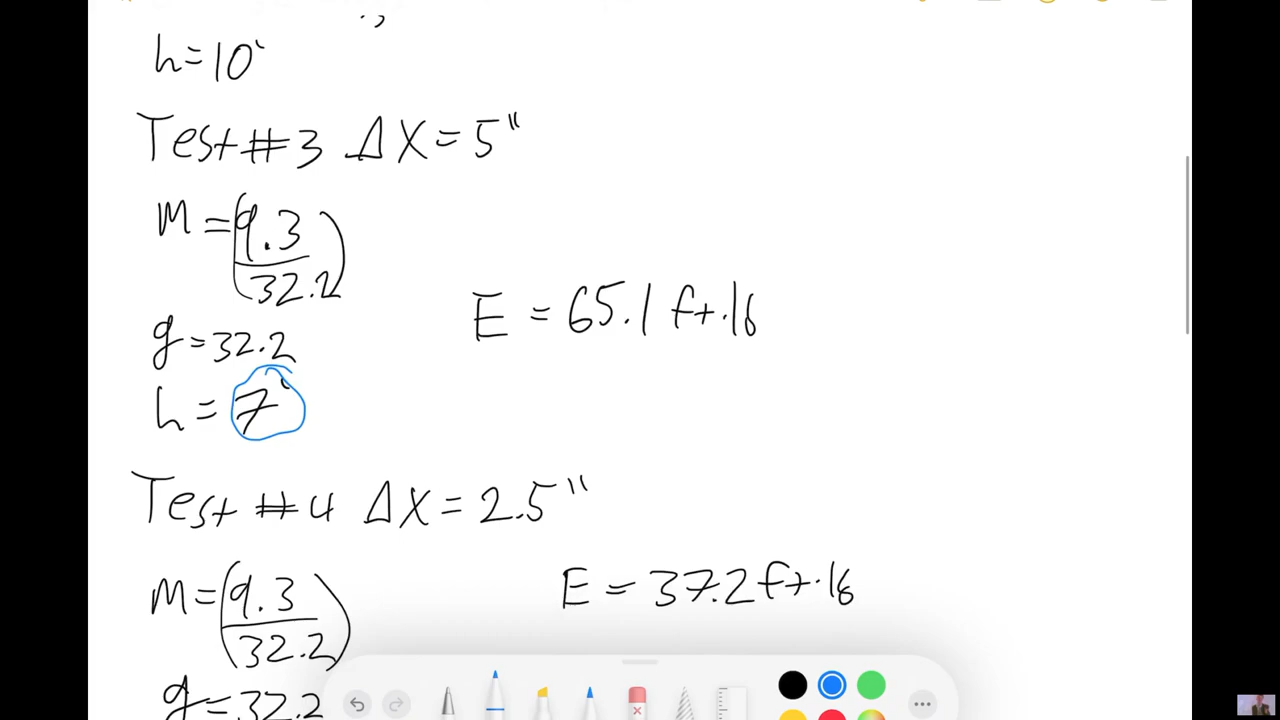 h=10'
Test #3 ΔX = 5"
m = (9.3/32.2)
E = 65.1 ft.lb
g = 32.2
h = 7'
Test #4 ΔX = 2.5"
m = (9.3/32.2)
E = 37.2 ft.lb
g = 32.2